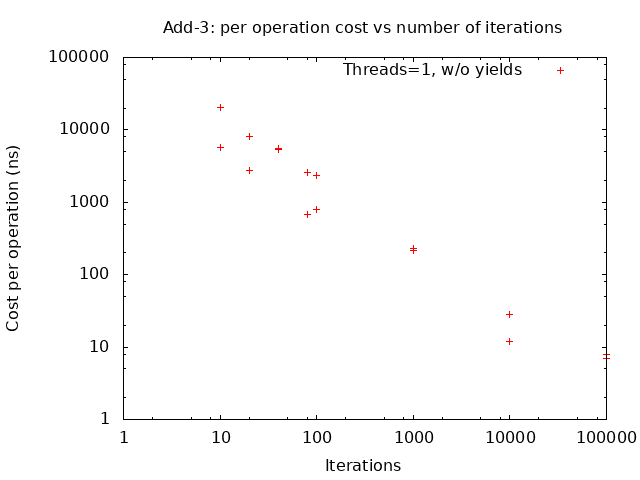 Add-3: per operation cost vs number of iterations
Threads=1, w/o yields
Cost per operation (ns)
100000
10000
1000
100
10
1
1 10 100 1000 10000 100000
Iterations